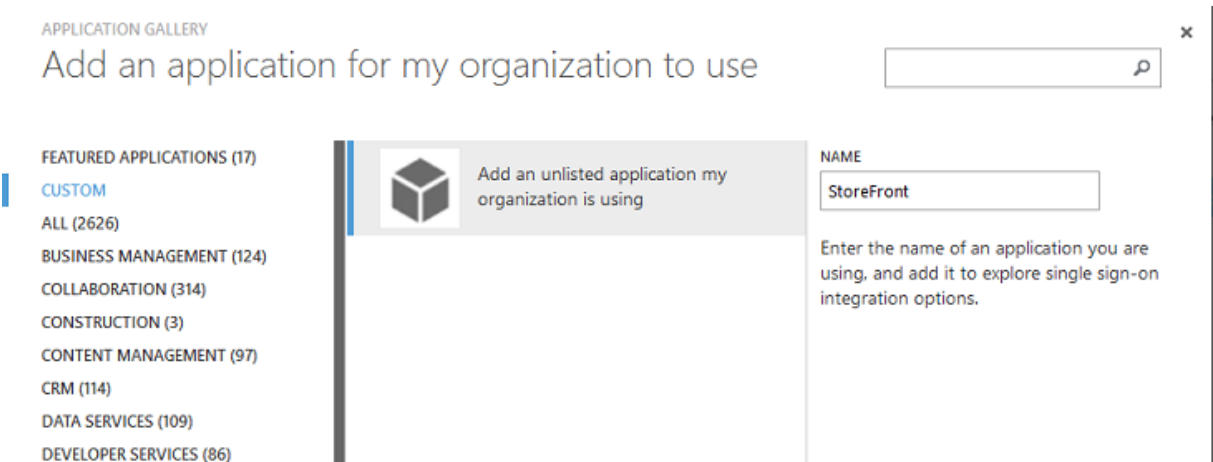 APPLICATION GALLERY
Add an application for my organization to use
FEATURED APPLICATIONS (17)
CUSTOM
ALL (2626)
BUSINESS MANAGEMENT (124)
COLLABORATION (314)
CONSTRUCTION (3)
CONTENT MANAGEMENT (97)
CRM (114)
DATA SERVICES (109)
DEVELOPER SERVICES (86)
Add an unlisted application my
organization is using
NAME
StoreFront
Enter the name of an application you are
using, and add it to explore single sign-on
integration options.